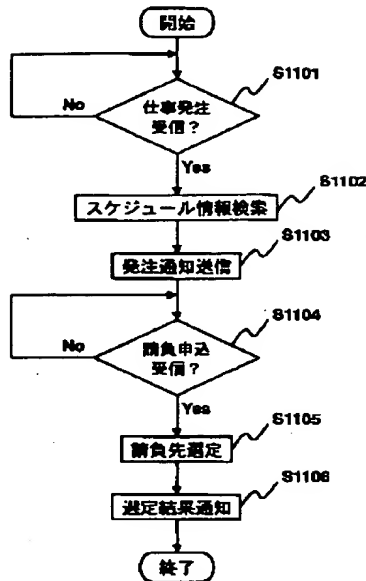 開始
S1101
仕事発注
受信？
No
Yes
S1102
スケジュール情報検索
S1103
発注通知送信
S1104
請負申込
受信？
No
Yes
S1105
請負先選定
S1106
選定結果通知
終了